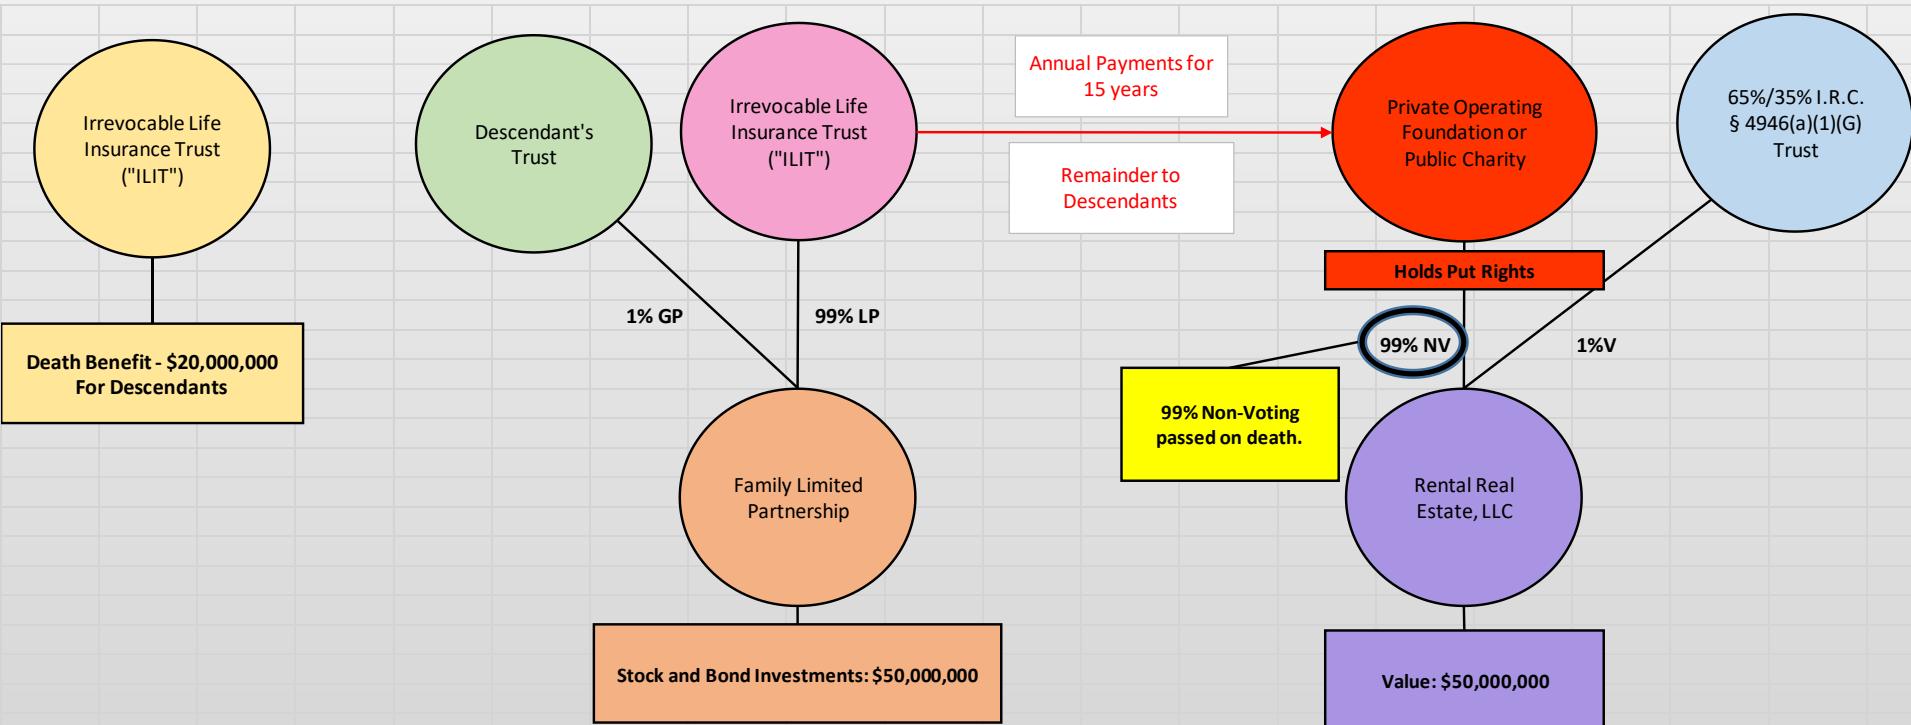 Irrevocable Life
Insurance Trust
("ILIT")
Descendant's
Trust
Irrevocable Life
Insurance Trust
("ILIT")
Annual Payments for
15 years
Remainder to
Descendants
Private Operating
Foundation or
Public Charity
65%/35% I.R.C.
§ 4946(a)(1)(G)
Trust
Holds Put Rights
1% GP
99% LP
99% NV
1%V
Death Benefit - $20,000,000
For Descendants
99% Non-Voting
passed on death.
Family Limited
Partnership
Rental Real
Estate, LLC
Stock and Bond Investments: $50,000,000
Value: $50,000,000